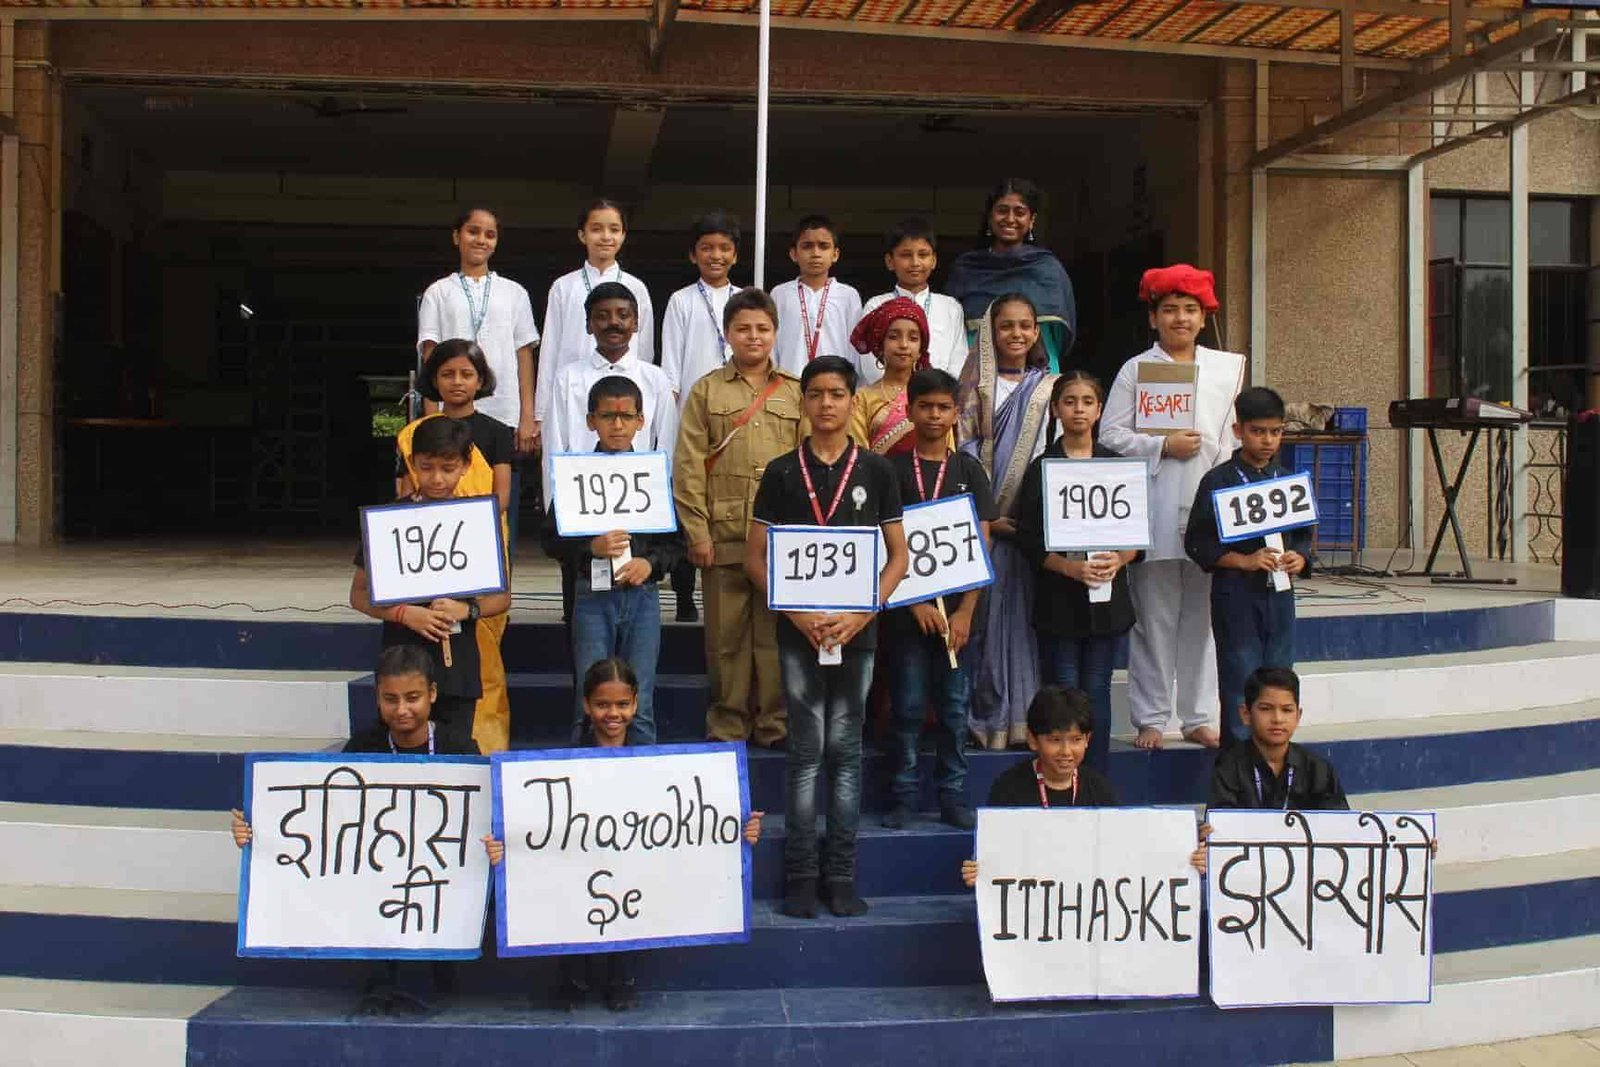 KESARI
1925
1906
1892
1966
1939
1857
इतिहास
की
Jharokho
Se
ITIHAS-KE
झरोखों से